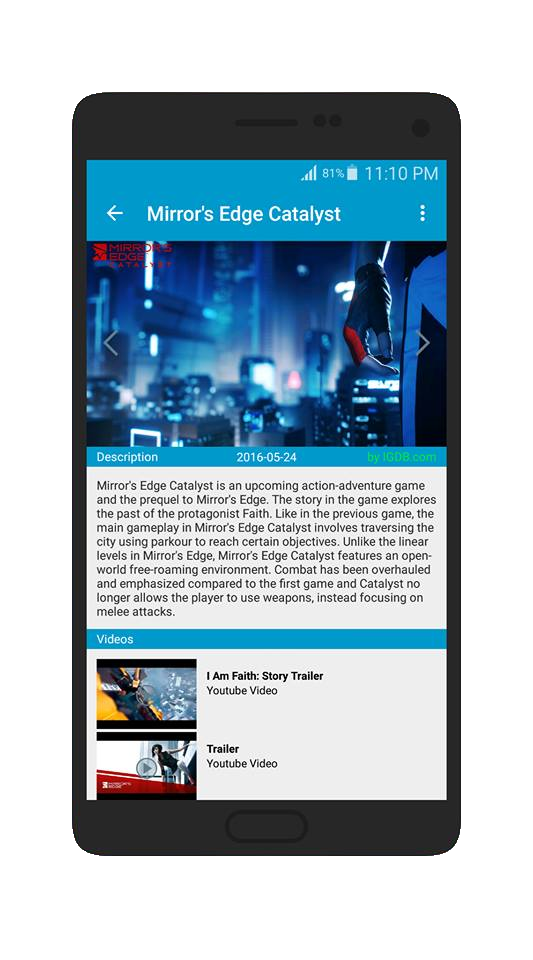 81% 11:10 PM
Mirror's Edge Catalyst
MIRROR'S
EDGE
CATALYST
Description 2016-05-24 by IGDB.com
Mirror's Edge Catalyst is an upcoming action-adventure game
and the prequel to Mirror's Edge. The story in the game explores
the past of the protagonist Faith. Like in the previous game, the
main gameplay in Mirror's Edge Catalyst involves traversing the
city using parkour to reach certain objectives. Unlike the linear
levels in Mirror's Edge, Mirror's Edge Catalyst features an open-
world free-roaming environment. Combat has been overhauled
and emphasized compared to the first game and Catalyst no
longer allows the player to use weapons, instead focusing on
melee attacks.
Videos
I Am Faith: Story Trailer
Youtube Video
Trailer
Youtube Video
MIRROR'S
EDGE